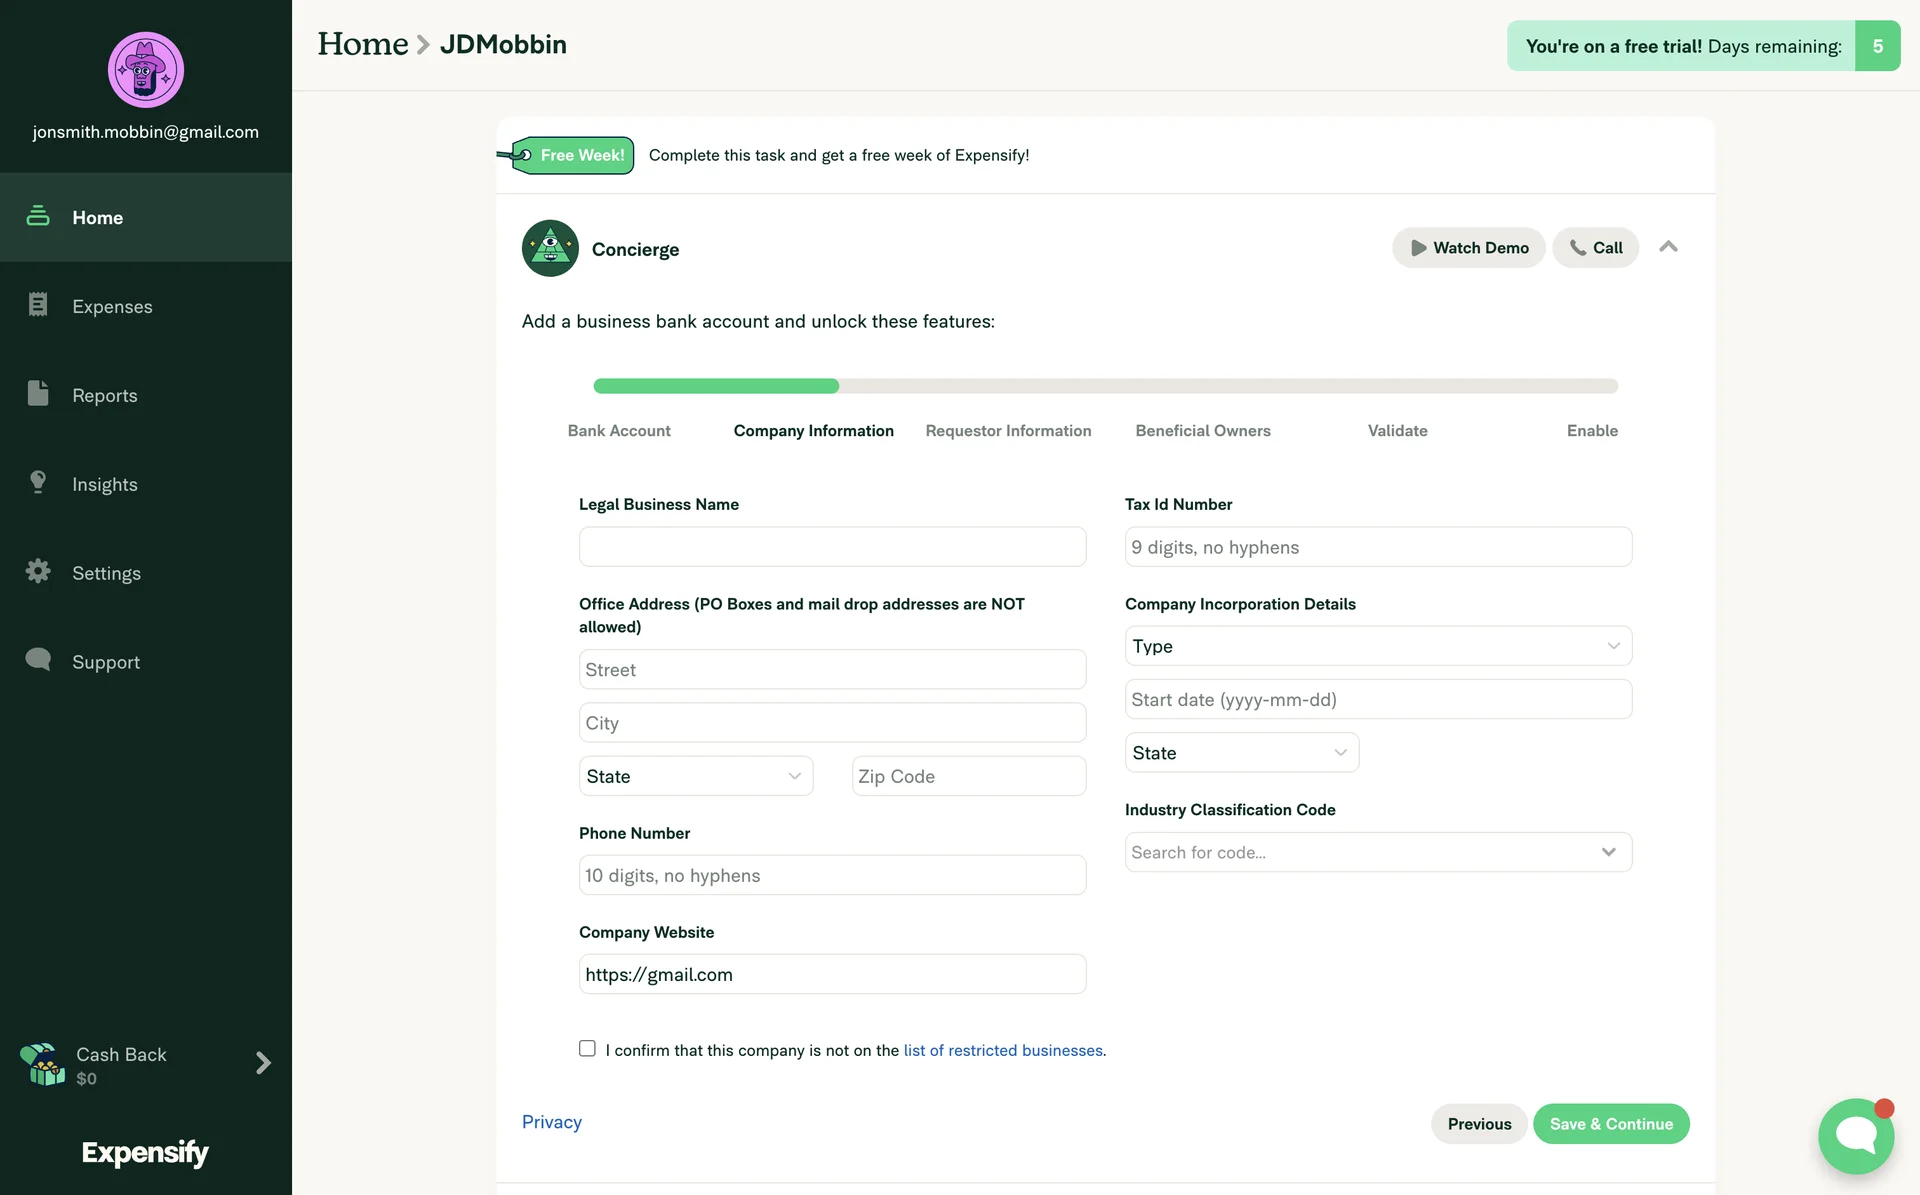 jonsmith.mobbin@gmail.com
Home
Expenses
Reports
Insights
Settings
Support
Cash Back
$0
Expensify
Home > JDMobbin
You're on a free trial! Days remaining: 5
Free Week! Complete this task and get a free week of Expensify!
Concierge
Watch Demo
Call
Add a business bank account and unlock these features:
Bank Account
Company Information
Requestor Information
Beneficial Owners
Validate
Enable
Legal Business Name
Office Address (PO Boxes and mail drop addresses are NOT
allowed)
Street
City
State
Zip Code
Phone Number
10 digits, no hyphens
Company Website
https://gmail.com
Tax Id Number
9 digits, no hyphens
Company Incorporation Details
Type
Start date (yyyy-mm-dd)
State
Industry Classification Code
Search for code...
I confirm that this company is not on the list of restricted businesses.
Privacy
Previous
Save & Continue